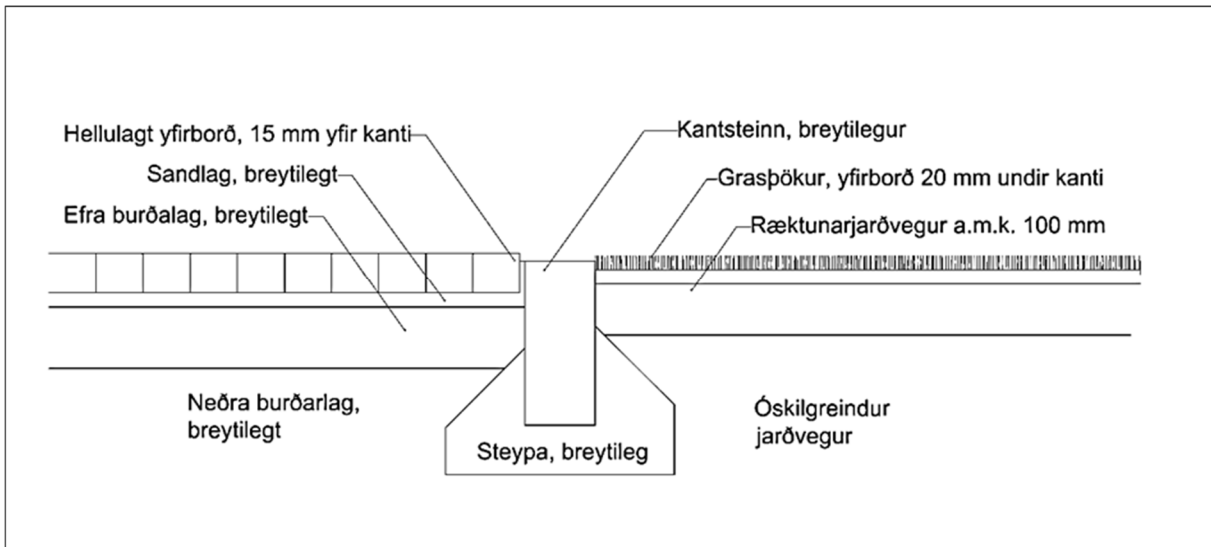 Hellulagt yfirborð, 15 mm yfir kanti
Sandlag, breytilegt
Efra burðalag, breytilegt
Kantsteinn, breytilegur
Grasþökur, yfirborð 20 mm undir kanti
Ræktunarjarðvegur a.m.k. 100 mm
Neðra burðarlag,
breytilegt
Steypa, breytileg
Óskilgreindur
jarðvegur